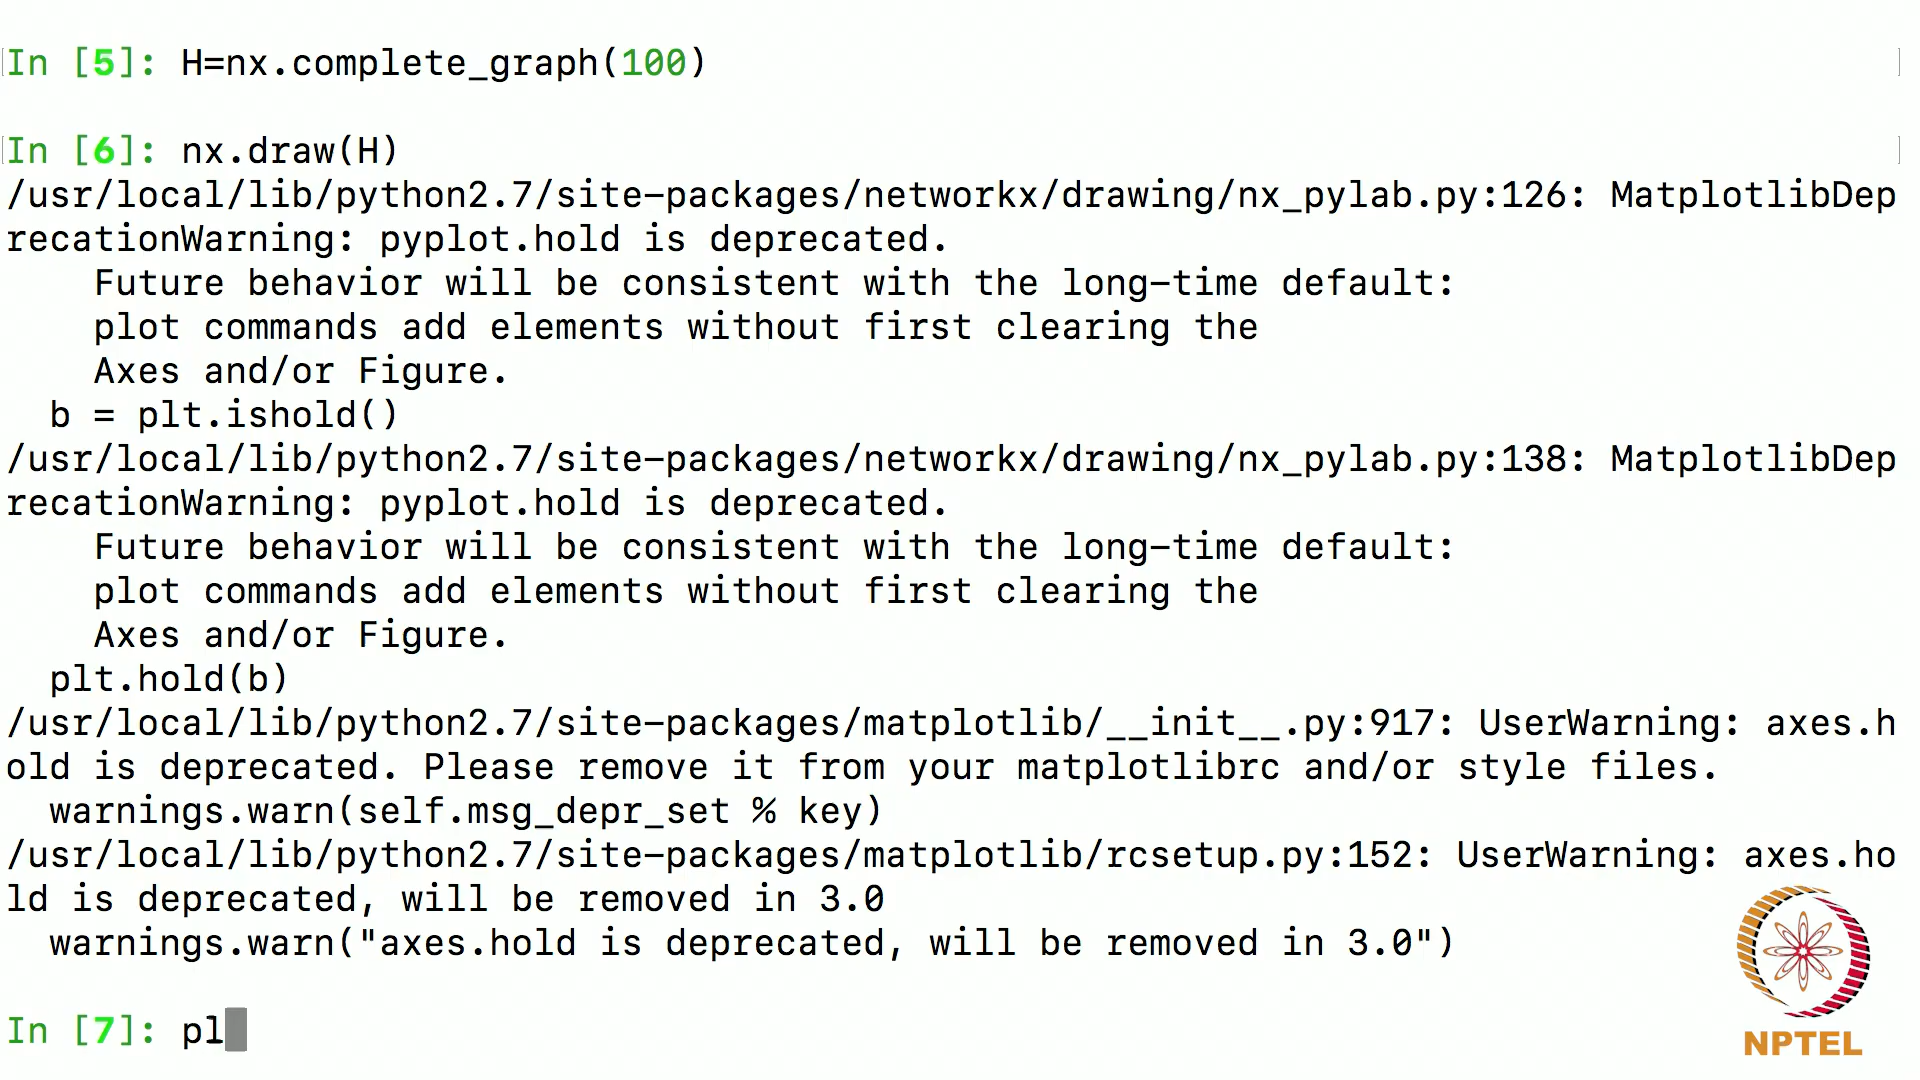 In [5]: H=nx.complete_graph(100)
In [6]: nx.draw(H)
/usr/local/lib/python2.7/site-packages/networkx/drawing/nx_pylab.py:126: MatplotlibDep
recationWarning: pyplot.hold is deprecated.
    Future behavior will be consistent with the long-time default:
    plot commands add elements without first clearing the
    Axes and/or Figure.
  b = plt.ishold()
/usr/local/lib/python2.7/site-packages/networkx/drawing/nx_pylab.py:138: MatplotlibDep
recationWarning: pyplot.hold is deprecated.
    Future behavior will be consistent with the long-time default:
    plot commands add elements without first clearing the
    Axes and/or Figure.
  plt.hold(b)
/usr/local/lib/python2.7/site-packages/matplotlib/__init__.py:917: UserWarning: axes.h
old is deprecated. Please remove it from your matplotlibrc and/or style files.
  warnings.warn(self.msg_depr_set % key)
/usr/local/lib/python2.7/site-packages/matplotlib/rcsetup.py:152: UserWarning: axes.ho
ld is deprecated, will be removed in 3.0
  warnings.warn("axes.hold is deprecated, will be removed in 3.0")
In [7]: pl
NPTEL